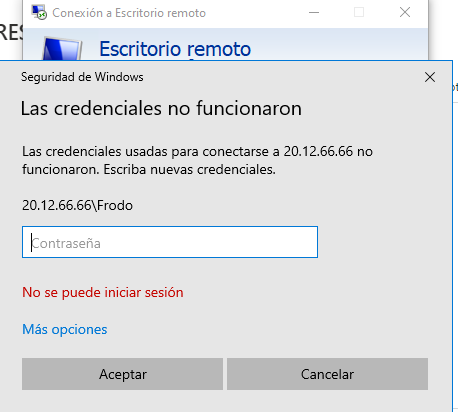 Conexión a Escritorio remoto
RES
Escritorio remoto
Seguridad de Windows
Las credenciales no funcionaron
Las credenciales usadas para conectarse a 20.12.66.66 no
funcionaron. Escriba nuevas credenciales.
20.12.66.66\Frodo
Contraseña
No se puede iniciar sesión
Más opciones
Aceptar
Cancelar